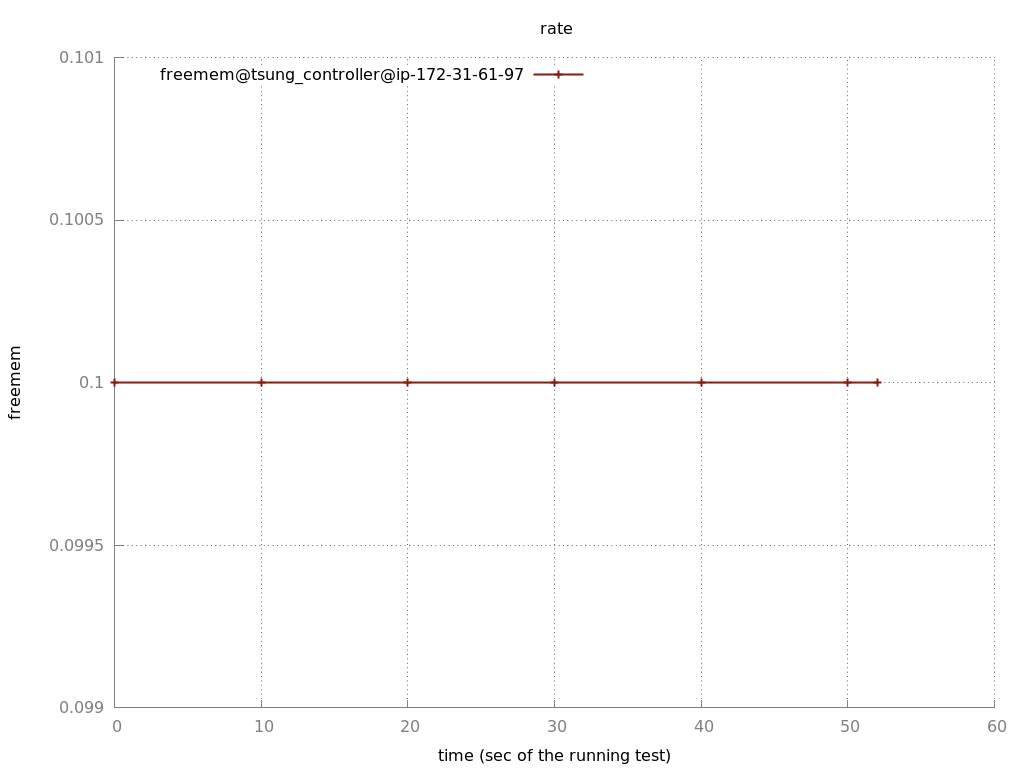 rate
0.101
freemem@tsung_controller@ip-172-31-61-97
0.1005
freemem
0.1
0.0995
0.099
0 10 20 30 40 50 60
time (sec of the running test)